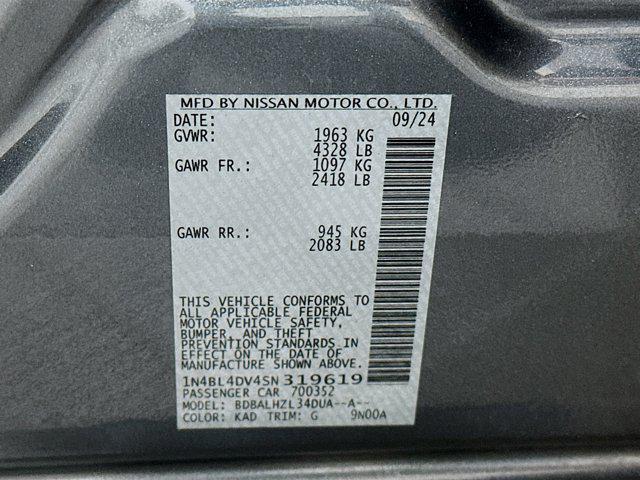 MFD BY NISSAN MOTOR CO., LTD.
DATE: 09/24
GVWR: 1963 KG
4328 LB
GAWR FR.: 1097 KG
2418 LB
GAWR RR.: 945 KG
2083 LB
THIS VEHICLE CONFORMS TO
ALL APPLICABLE FEDERAL
MOTOR VEHICLE SAFETY,
BUMPER, AND THEFT
PREVENTION STANDARDS IN
EFFECT ON THE DATE OF
MANUFACTURE SHOWN ABOVE.
1N4BL4DV4SN319619
PASSENGER CAR 700352
MODEL: BDBALHZL34DUA--A--
COLOR: KAD TRIM: G 9N00A